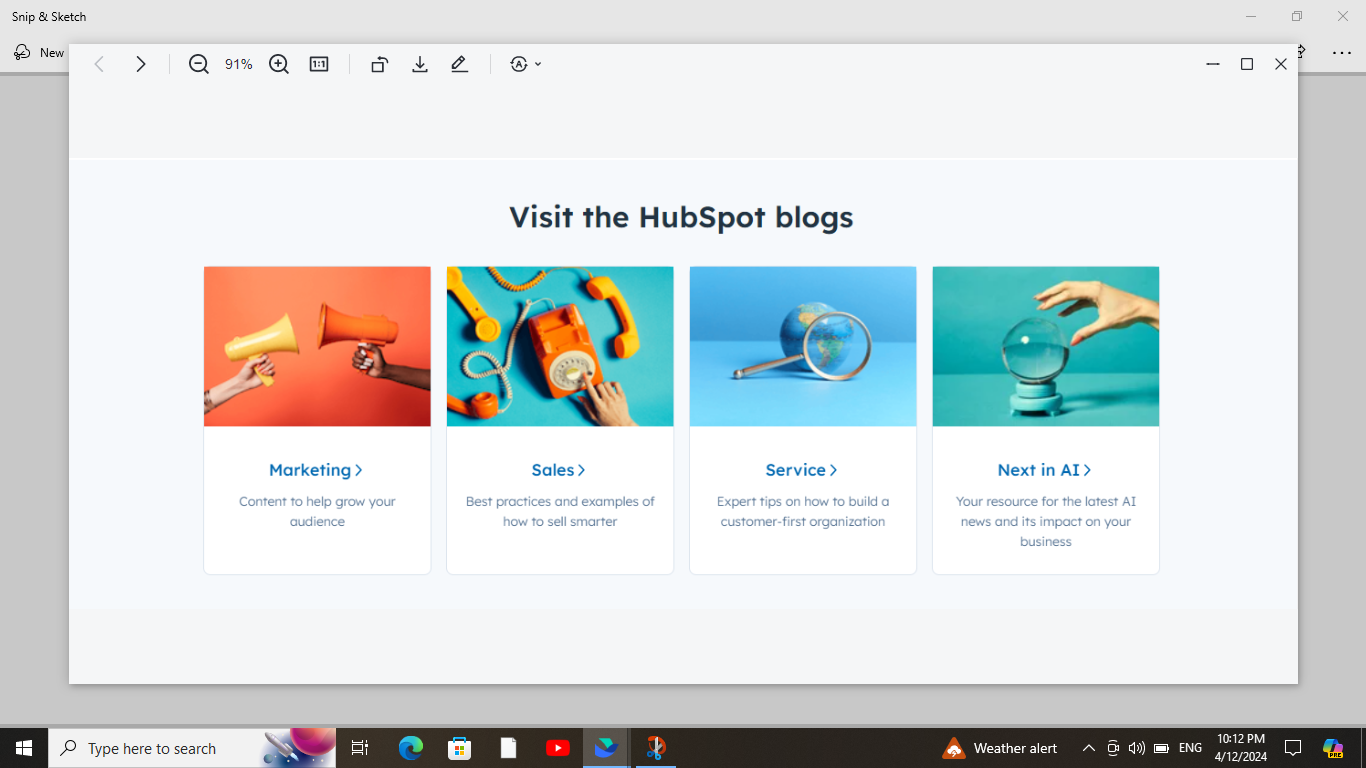 Snip & Sketch
New
91%
1:1
A
Visit the HubSpot blogs
Marketing >
Content to help grow your
audience
Sales >
Best practices and examples of
how to sell smarter
Service >
Expert tips on how to build a
customer-first organization
Next in AI >
Your resource for the latest AI
news and its impact on your
business
Type here to search
Weather alert
ENG
10:12 PM
4/12/2024
PRE